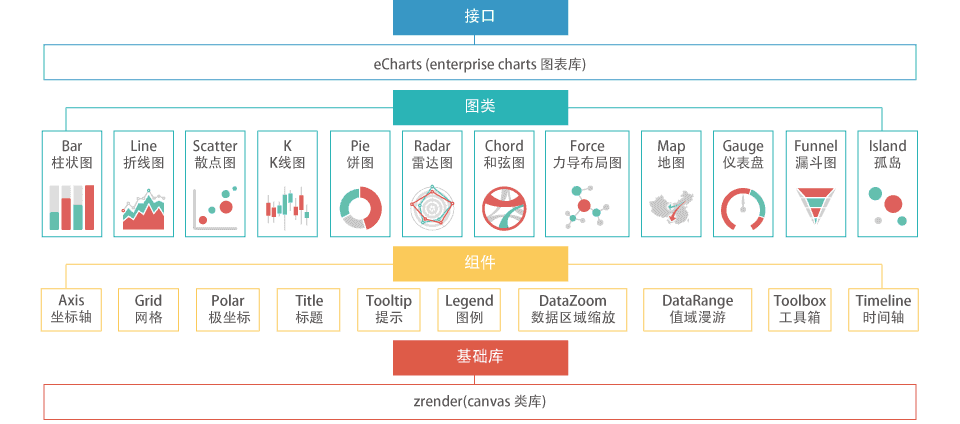 接口
eCharts (enterprise charts 图表库)
图类
Bar
柱状图
Line
折线图
Scatter
散点图
K
K线图
Pie
饼图
Radar
雷达图
Chord
和弦图
Force
力导布局图
Map
地图
Gauge
仪表盘
Funnel
漏斗图
Island
孤岛
组件
Axis
坐标轴
Grid
网格
Polar
极坐标
Title
标题
Tooltip
提示
Legend
图例
DataZoom
数据区域缩放
DataRange
值域漫游
Toolbox
工具箱
Timeline
时间轴
基础库
zrender(canvas 类库)